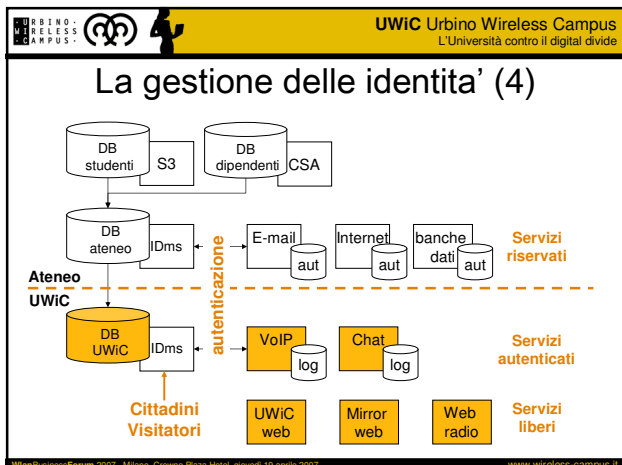 ·URBINO·
WIRELESS
·CAMPUS·
UWiC Urbino Wireless Campus
L'Università contro il digital divide
La gestione delle identita' (4)
DB
studenti
S3
DB
dipendenti
CSA
DB
ateneo
IDms
autenticazione
E-mail
aut
Internet
aut
banche
dati
aut
Servizi
riservati
Ateneo
UWiC
DB
UWiC
IDms
VoIP
log
Chat
log
Servizi
autenticati
Cittadini
Visitatori
UWiC
web
Mirror
web
Web
radio
Servizi
liberi
WlanBusinessForum 2007 - Milano, Crowne Plaza Hotel, giovedì 19 aprile 2007
www.wireless-campus.it